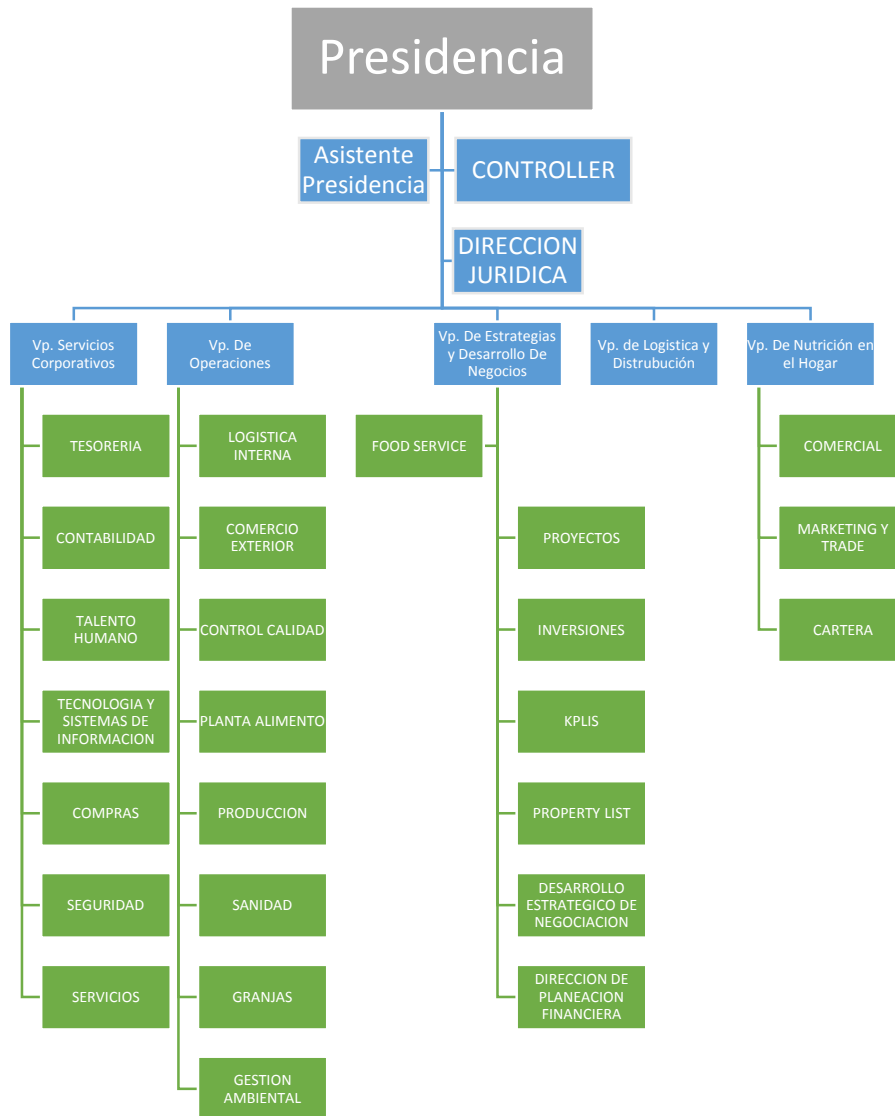 Presidencia
Asistente
Presidencia
CONTROLLER
DIRECCION
JURIDICA
Vp. Servicios
Corporativos
Vp. De
Operaciones
Vp. De Estrategias
y Desarrollo De
Negocios
Vp. de Logistica y
Distrubución
Vp. De Nutrición en
el Hogar
TESORERIA
CONTABILIDAD
TALENTO
HUMANO
TECNOLOGIA Y
SISTEMAS DE
INFORMACION
COMPRAS
SEGURIDAD
SERVICIOS
LOGISTICA
INTERNA
COMERCIO
EXTERIOR
CONTROL CALIDAD
PLANTA ALIMENTO
PRODUCCION
SANIDAD
GRANJAS
GESTION
AMBIENTAL
FOOD SERVICE
PROYECTOS
INVERSIONES
KPLIS
PROPERTY LIST
DESARROLLO
ESTRATEGICO DE
NEGOCIACION
DIRECCION DE
PLANEACION
FINANCIERA
COMERCIAL
MARKETING Y
TRADE
CARTERA